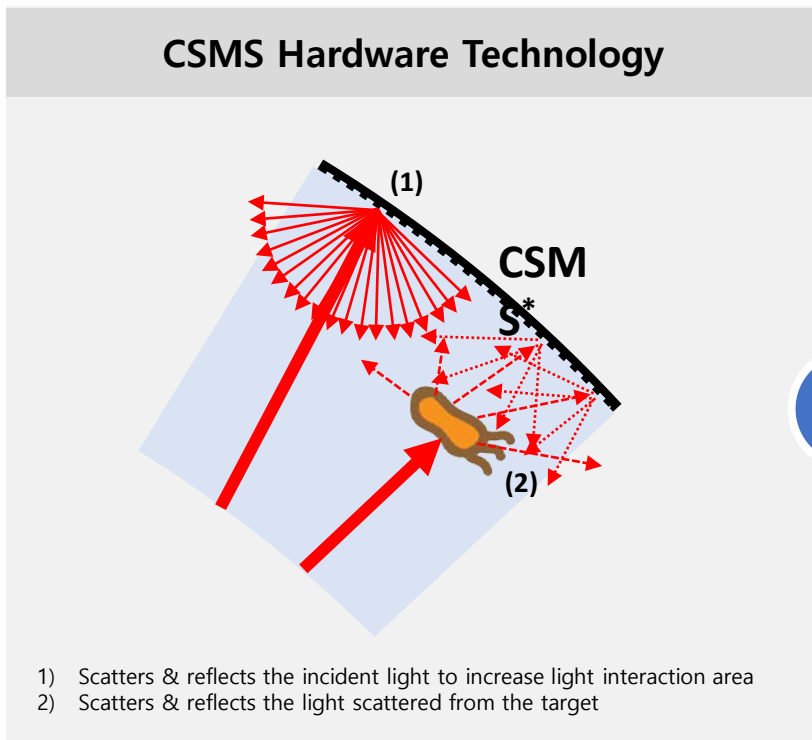 CSMS Hardware Technology
(1)
CSM
S*
(2)
1) Scatters & reflects the incident light to increase light interaction area
2) Scatters & reflects the light scattered from the target